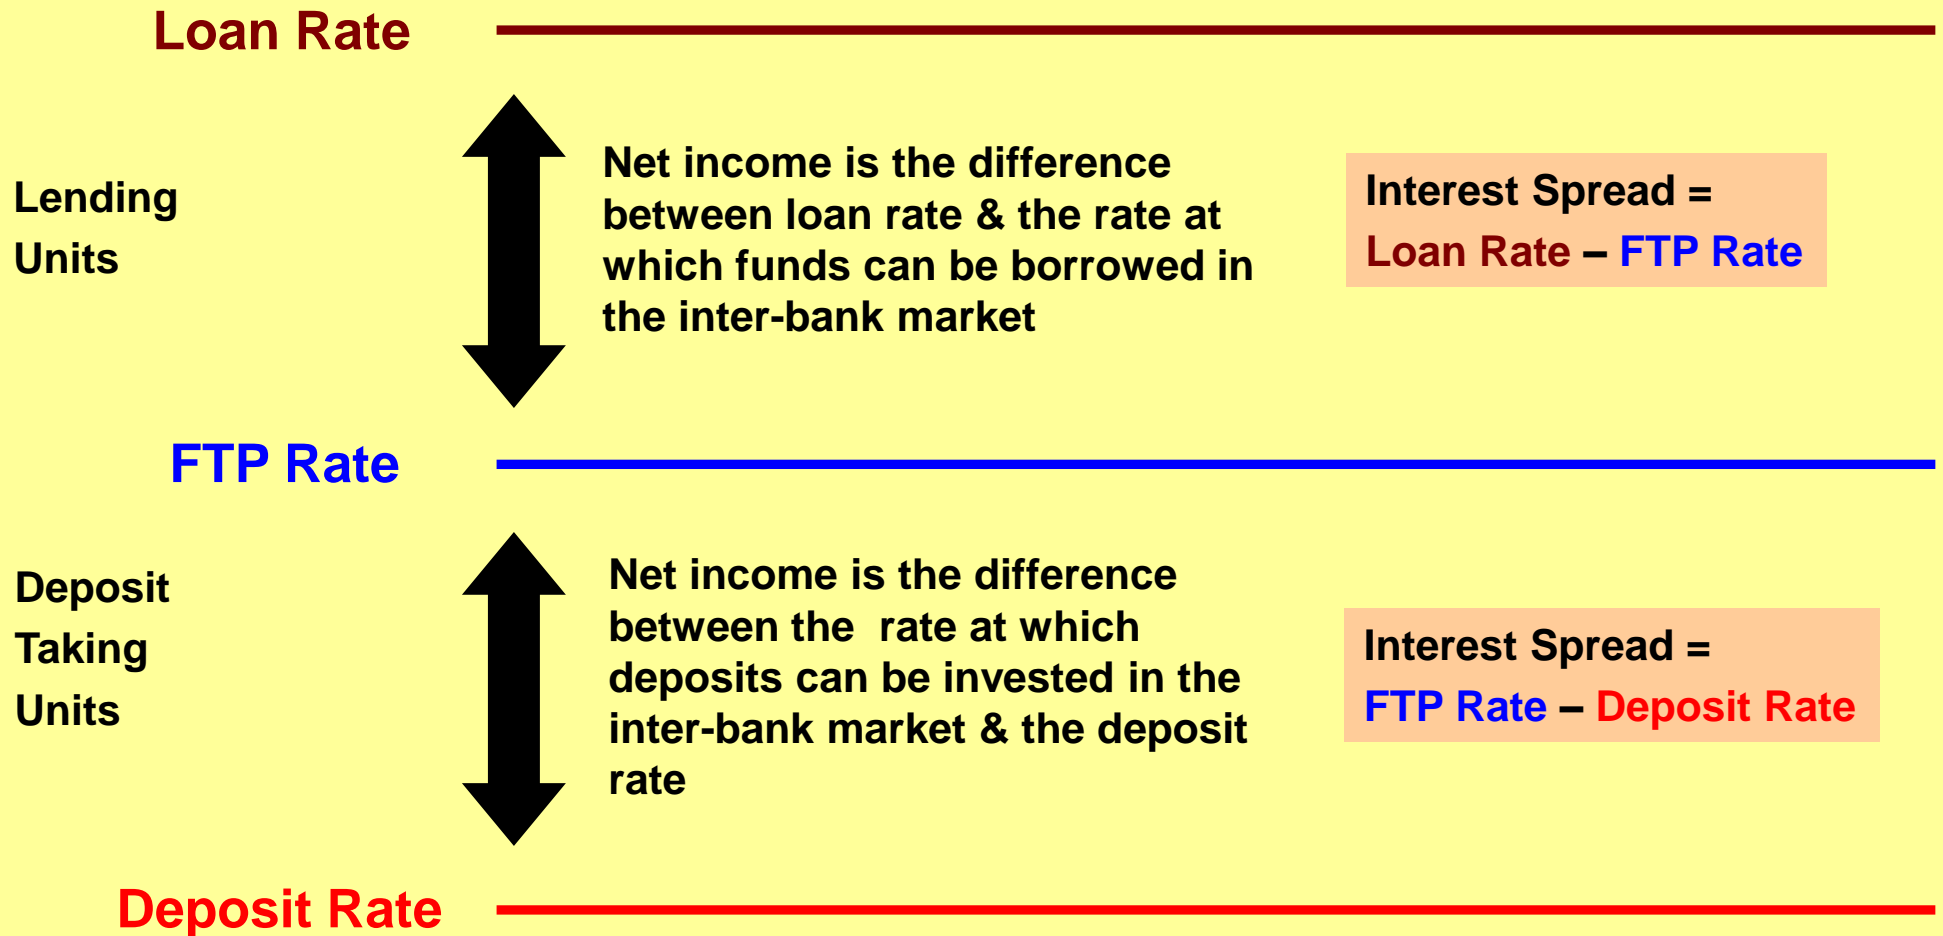 Loan Rate
Lending
Units
Net income is the difference
between loan rate & the rate at
which funds can be borrowed in
the inter-bank market
Interest Spread =
Loan Rate – FTP Rate
FTP Rate
Deposit
Taking
Units
Net income is the difference
between the  rate at which
deposits can be invested in the
inter-bank market & the deposit
rate
Interest Spread =
FTP Rate – Deposit Rate
Deposit Rate